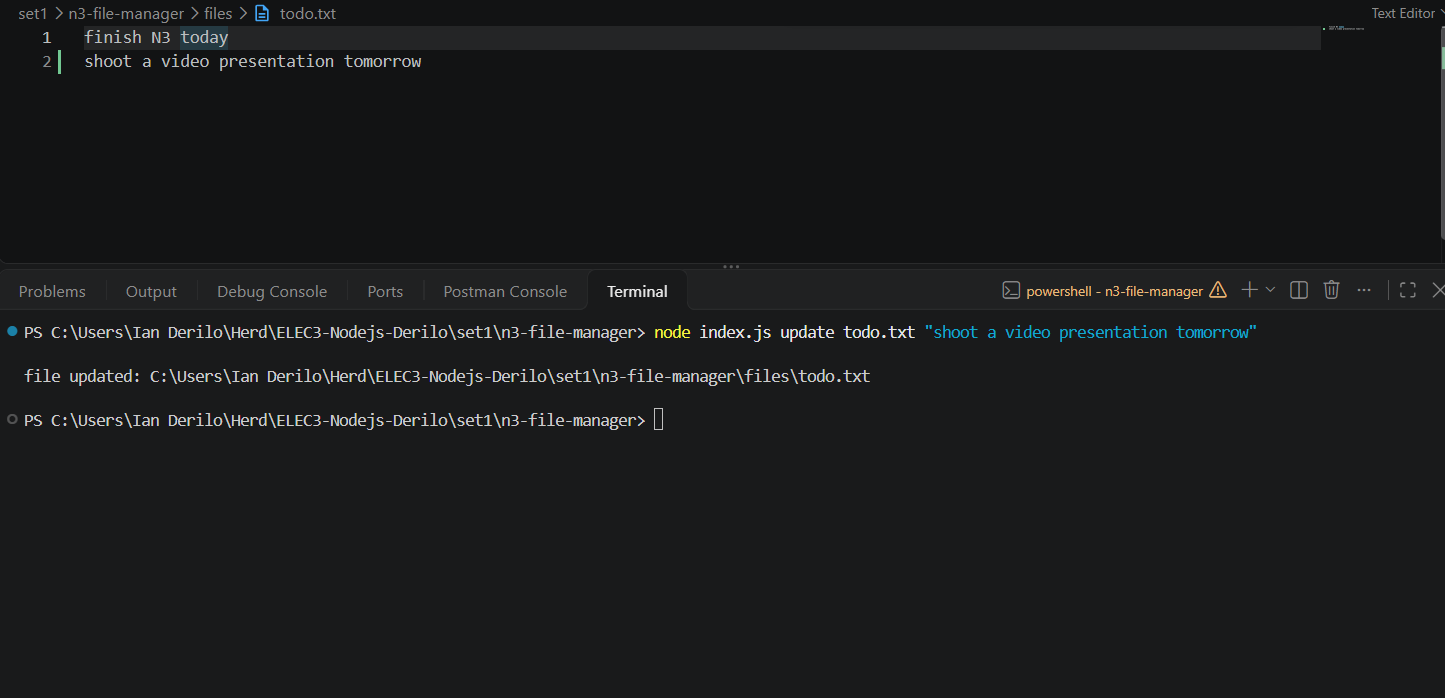 set1 > n3-file-manager > files > todo.txt
Text Editor
1 finish N3 today
2 shoot a video presentation tomorrow
Problems Output Debug Console Ports Postman Console Terminal
powershell - n3-file-manager
PS C:\Users\Ian Derilo\Herd\ELEC3-Nodejs-Derilo\set1\n3-file-manager> node index.js update todo.txt "shoot a video presentation tomorrow"
file updated: C:\Users\Ian Derilo\Herd\ELEC3-Nodejs-Derilo\set1\n3-file-manager\files\todo.txt
PS C:\Users\Ian Derilo\Herd\ELEC3-Nodejs-Derilo\set1\n3-file-manager>